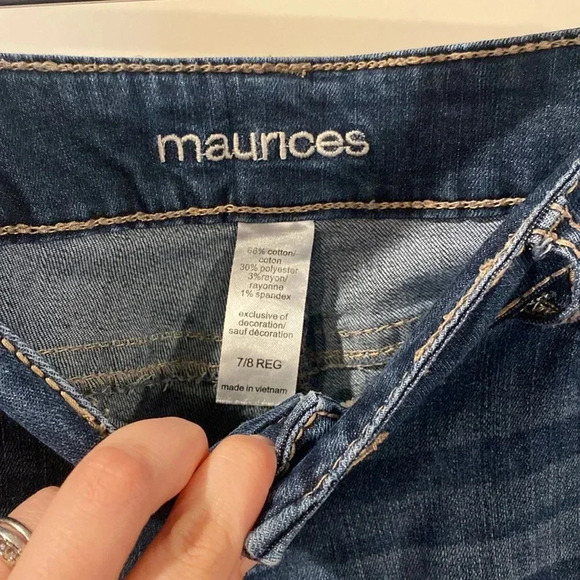 maurices
66% cotton/
coton
30% polyester
3%rayon/
rayonne
1% spandex
exclusive of
decoration/
sauf décoration
7/8 REG
made in vietnam